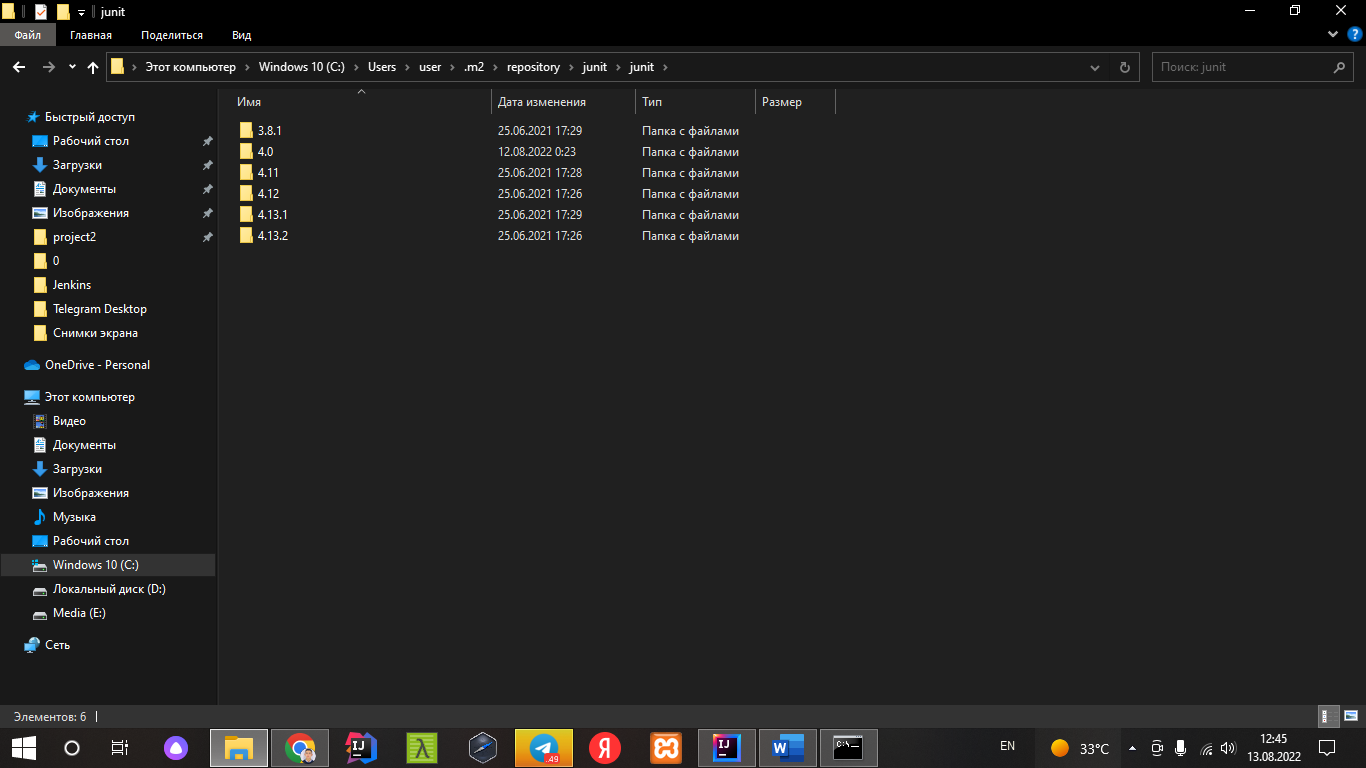 junit
Файл Главная Поделиться Вид
Этот компьютер Windows 10 (C:) Users user .m2 repository junit junit Поиск: junit
Имя Дата изменения Тип Размер
3.8.1 25.06.2021 17:29 Папка с файлами
4.0 12.08.2022 0:23 Папка с файлами
4.11 25.06.2021 17:28 Папка с файлами
4.12 25.06.2021 17:26 Папка с файлами
4.13.1 25.06.2021 17:29 Папка с файлами
4.13.2 25.06.2021 17:26 Папка с файлами
Быстрый доступ
Рабочий стол
Загрузки
Документы
Изображения
project2
0
Jenkins
Telegram Desktop
Снимки экрана
OneDrive - Personal
Этот компьютер
Видео
Документы
Загрузки
Изображения
Музыка
Рабочий стол
Windows 10 (C:)
Локальный диск (D:)
Media (E:)
Сеть
Элементов: 6
IJ λ .49 Я IJ W C:\_ EN 33°C 12:45
13.08.2022